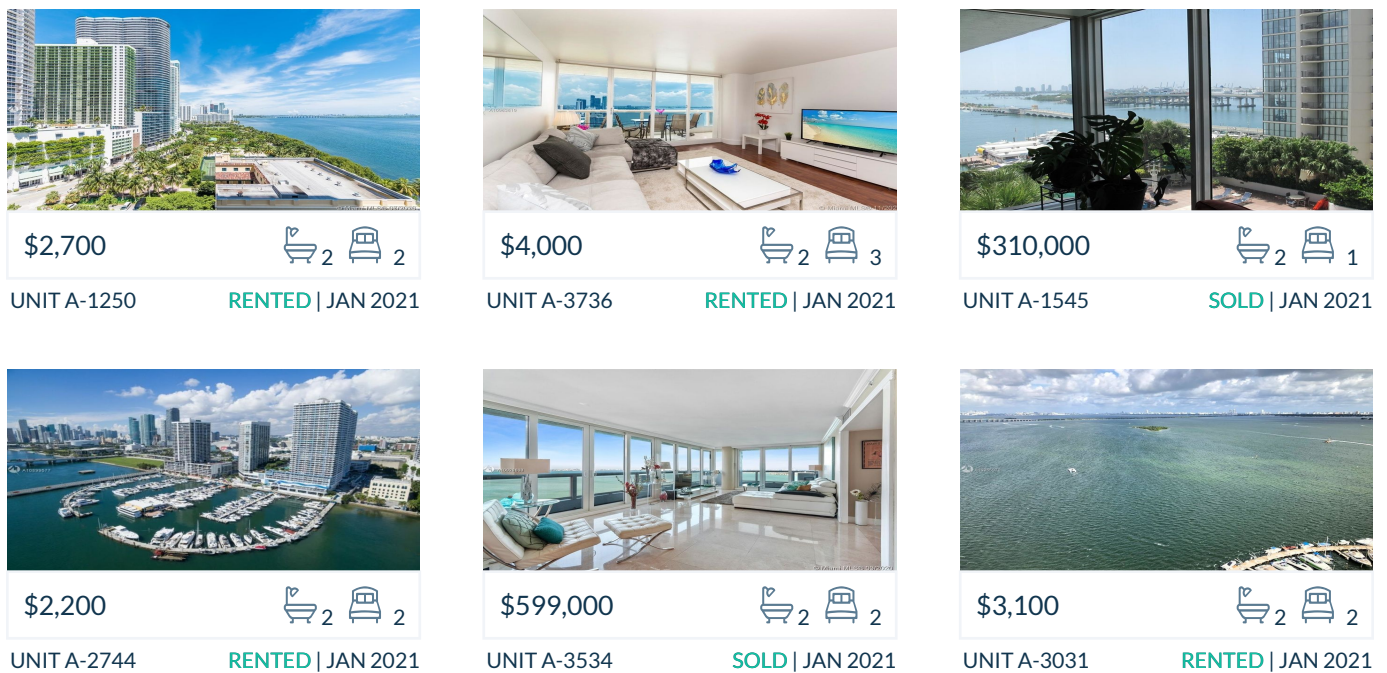 $2,700 2 2
UNIT A-1250 RENTED | JAN 2021
$4,000 2 3
UNIT A-3736 RENTED | JAN 2021
$310,000 2 1
UNIT A-1545 SOLD | JAN 2021
$2,200 2 2
UNIT A-2744 RENTED | JAN 2021
$599,000 2 2
UNIT A-3534 SOLD | JAN 2021
$3,100 2 2
UNIT A-3031 RENTED | JAN 2021